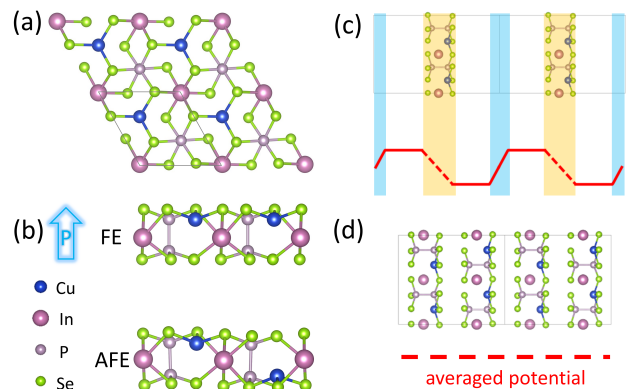 (a)
(b)
P
FE
Cu
In
P
Se
AFE
(c)
(d)
averaged potential